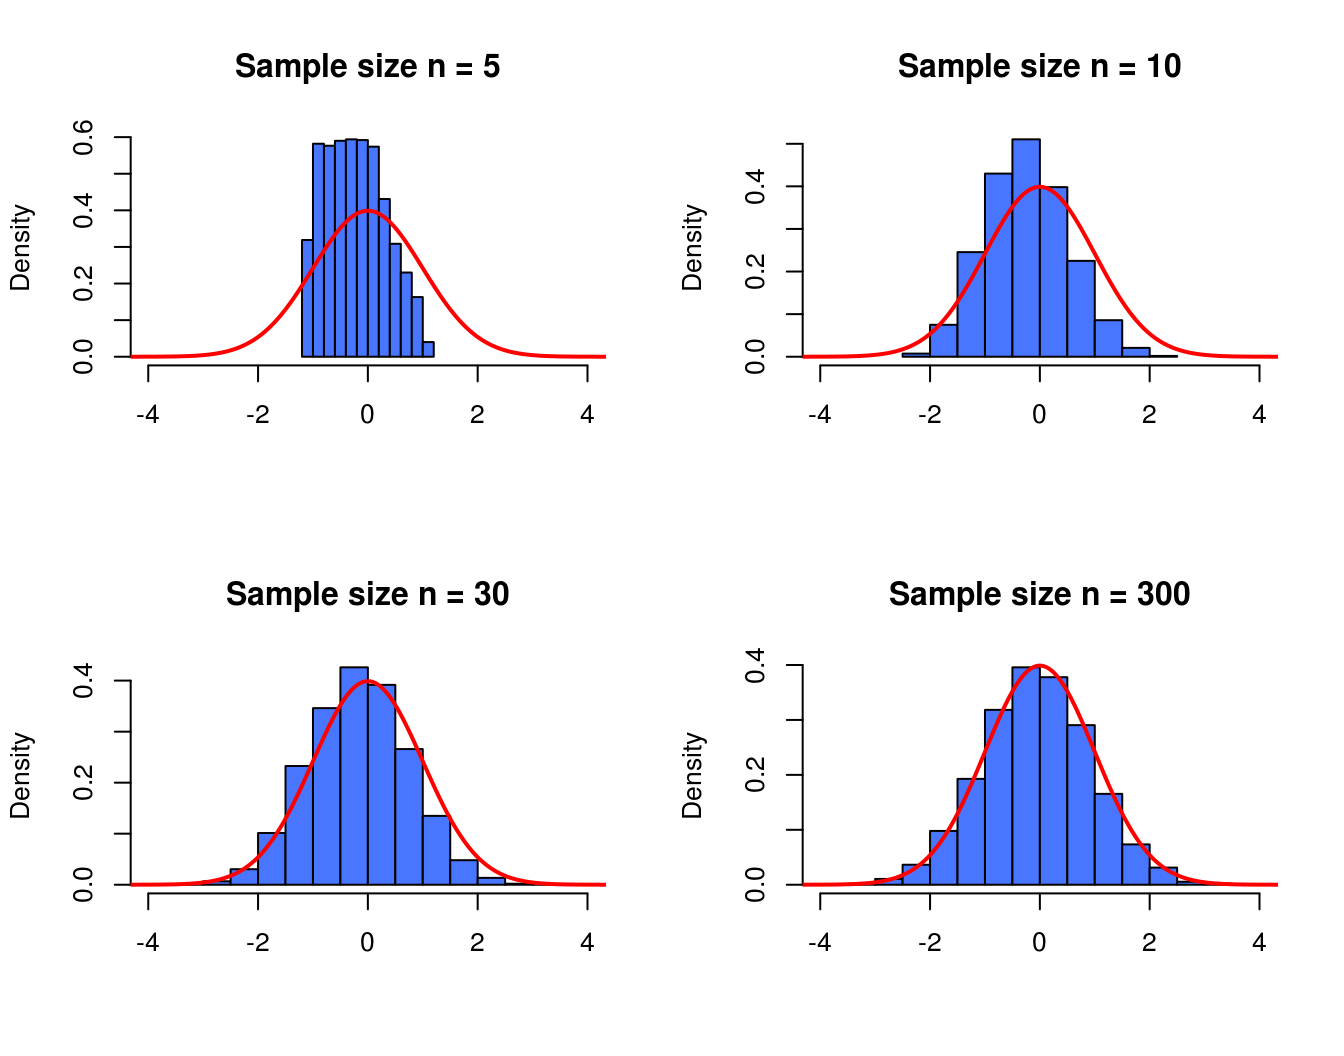 Sample size n = 5
Density
0.0 0.2 0.4 0.6
-4 -2 0 2 4
Sample size n = 10
Density
0.0 0.2 0.4
-4 -2 0 2 4
Sample size n = 30
Density
0.0 0.2 0.4
-4 -2 0 2 4
Sample size n = 300
Density
0.0 0.2 0.4
-4 -2 0 2 4